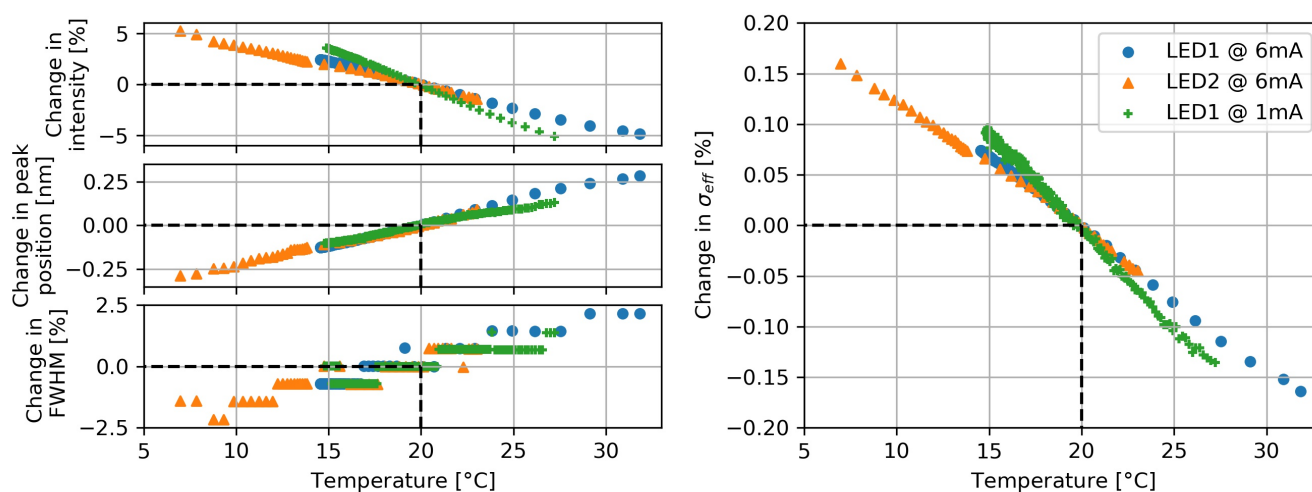 Change in
intensity [%]
5
0
−5
Change in peak
position [nm]
0.25
0.00
−0.25
Change in
FWHM [%]
2.5
0.0
−2.5
5
10
15
20
25
30
Temperature [°C]
Change in σeff [%]
0.20
0.15
0.10
0.05
0.00
−0.05
−0.10
−0.15
−0.20
LED1 @ 6mA
LED2 @ 6mA
LED1 @ 1mA
5
10
15
20
25
30
Temperature [°C]